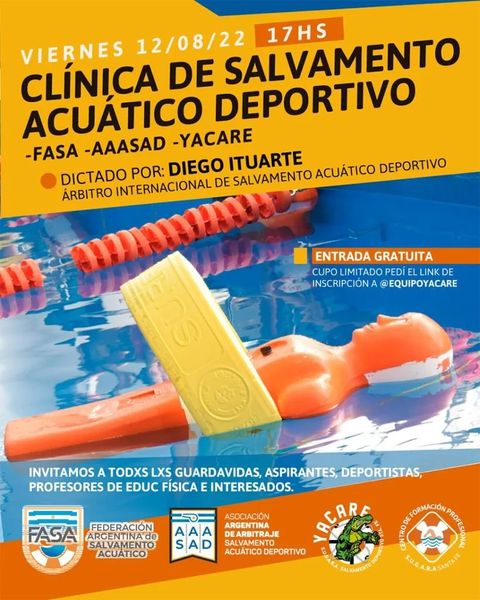 VIERNES 12/08/22 17HS
CLÍNICA DE SALVAMENTO
ACUÁTICO DEPORTIVO
-FASA -AAASAD -YACARE
DICTADO POR: DIEGO ITUARTE
ÁRBITRO INTERNACIONAL DE SALVAMENTO ACUÁTICO DEPORTIVO
ENTRADA GRATUITA
CUPO LIMITADO PEDÍ EL LINK DE
INSCRIPCIÓN A @EQUIPOYACARE
INVITAMOS A TODXS LXS GUARDAVIDAS, ASPIRANTES, DEPORTISTAS,
PROFESORES DE EDUC FÍSICA E INTERESADOS.
FASA
FEDERACIÓN
ARGENTINA de
SALVAMENTO
ACUÁTICO
AAA
SAD
ASOCIACIÓN
ARGENTINA
DE ARBITRAJE
SALVAMENTO
ACUÁTICO DEPORTIVO
YACARE
CENTRO DE FORMACIÓN PROFESIONAL
S.U.G.A.R.A SANTA FE